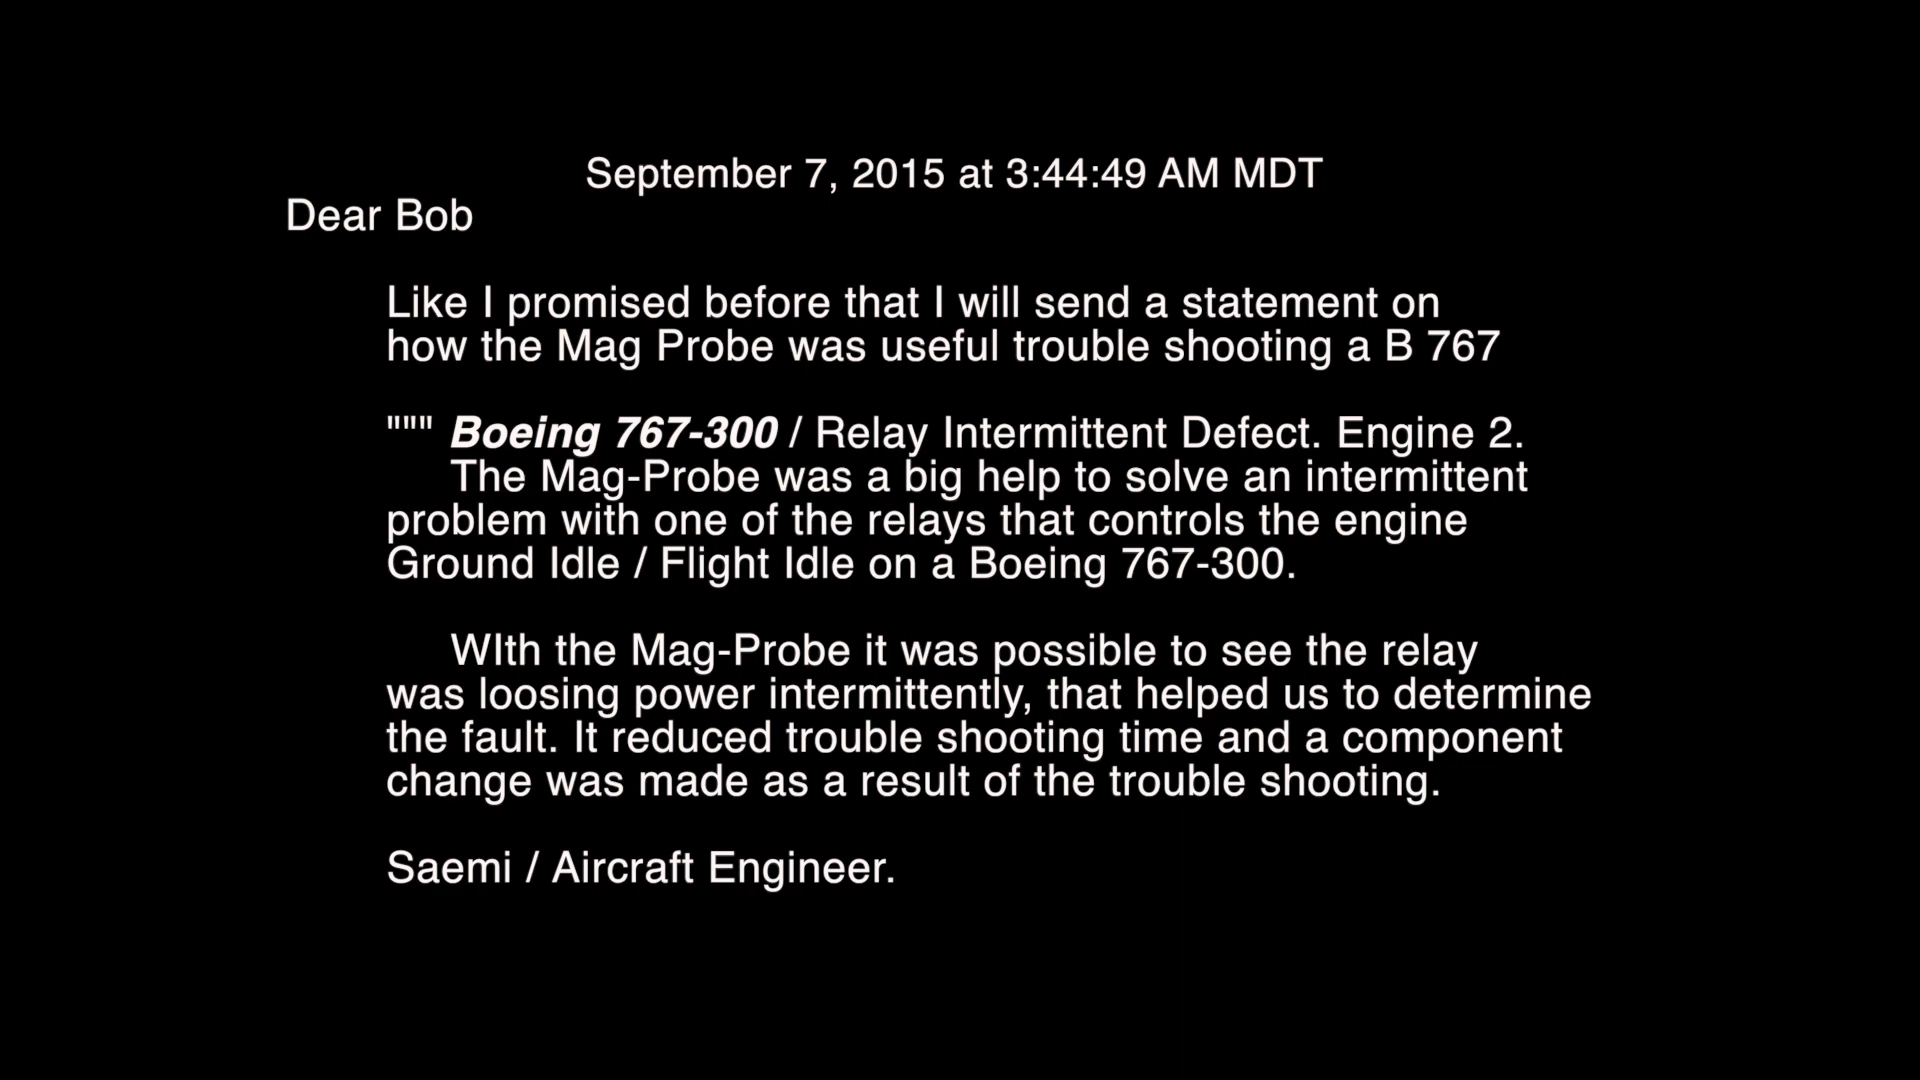 September 7, 2015 at 3:44:49 AM MDT
Dear Bob
Like I promised before that I will send a statement on
how the Mag Probe was useful trouble shooting a B 767
""" Boeing 767-300 / Relay Intermittent Defect. Engine 2.
The Mag-Probe was a big help to solve an intermittent
problem with one of the relays that controls the engine
Ground Idle / Flight Idle on a Boeing 767-300.
WIth the Mag-Probe it was possible to see the relay
was loosing power intermittently, that helped us to determine
the fault. It reduced trouble shooting time and a component
change was made as a result of the trouble shooting.
Saemi / Aircraft Engineer.